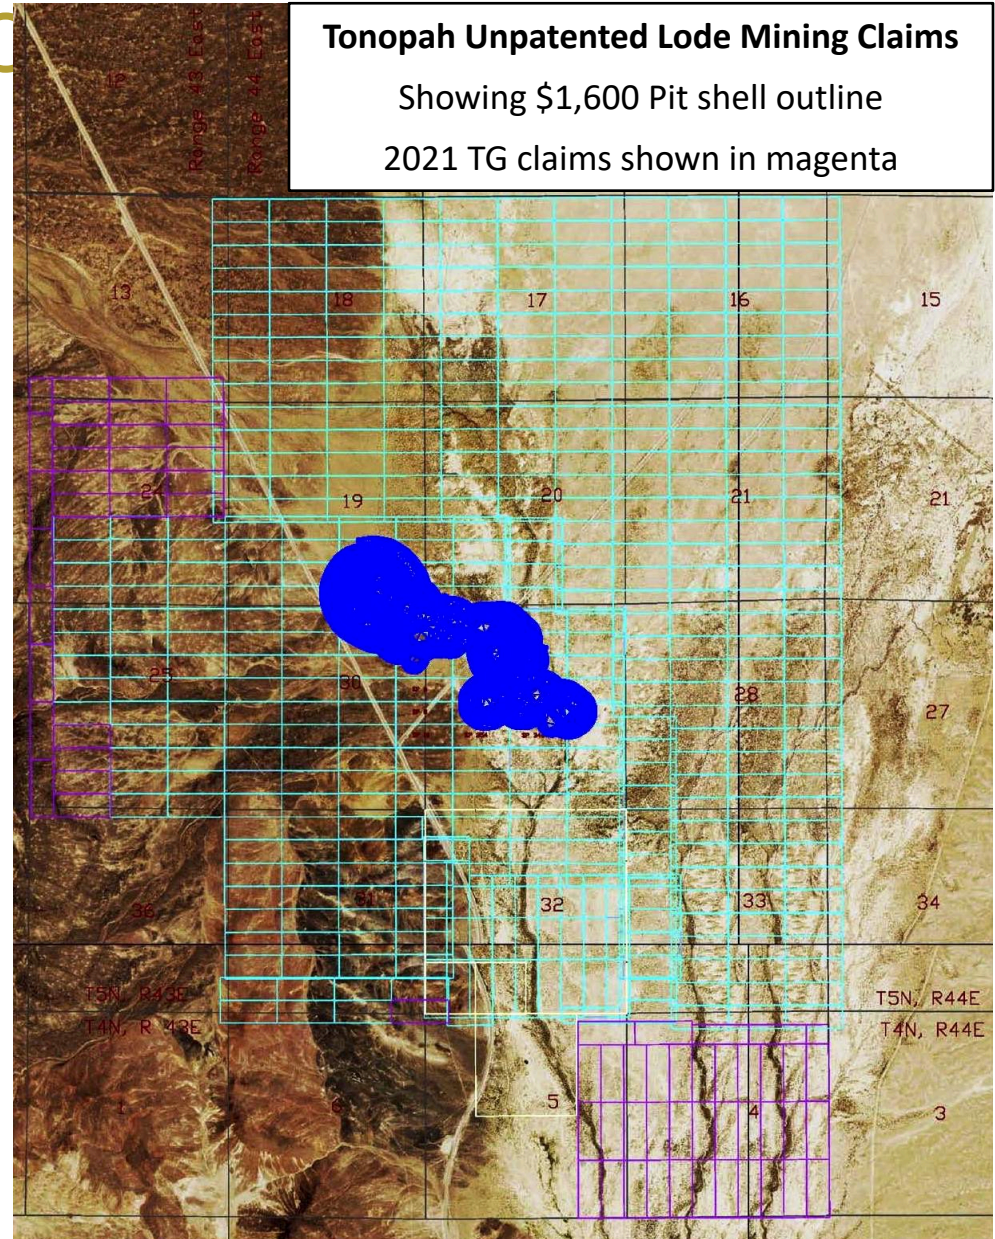 Tonopah Unpatented Lode Mining Claims
Showing $1,600 Pit shell outline
2021 TG claims shown in magenta
Range 43 East
Range 44 East
12
13
18
17
16
15
24
19
20
21
21
25
30
28
27
36
31
32
33
34
T5N, R43E
T5N, R44E
T4N, R 43E
T4N, R44E
1
6
5
4
3